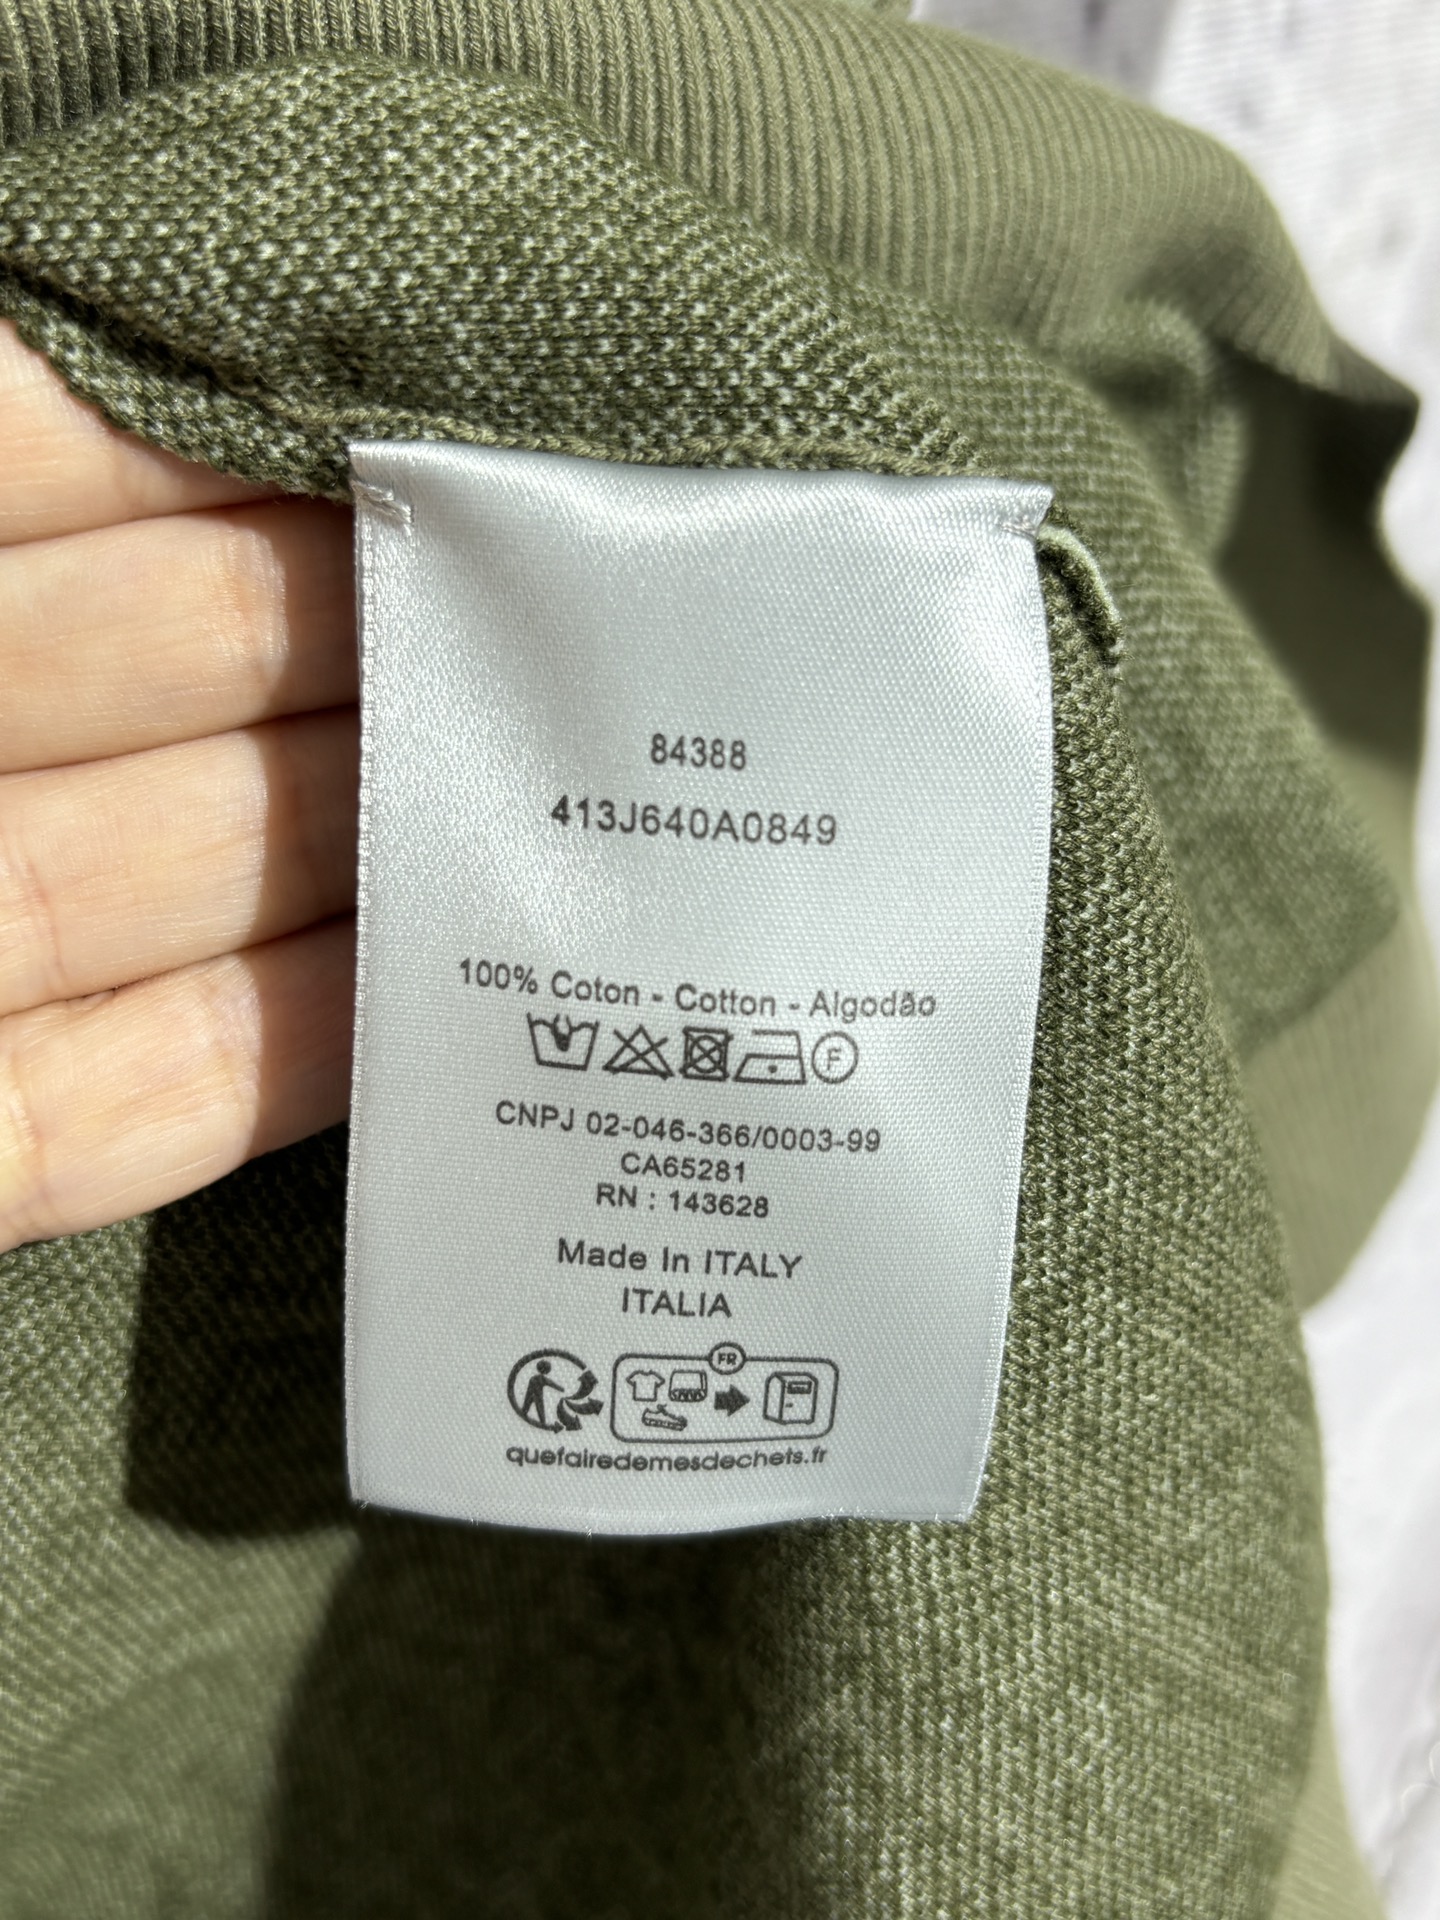 84388
413J640A0849
100% Coton - Cotton - Algodão
F
CNPJ 02-046-366/0003-99
CA65281
RN : 143628
Made In ITALY
ITALIA
FR
quefairedemesdechets.fr